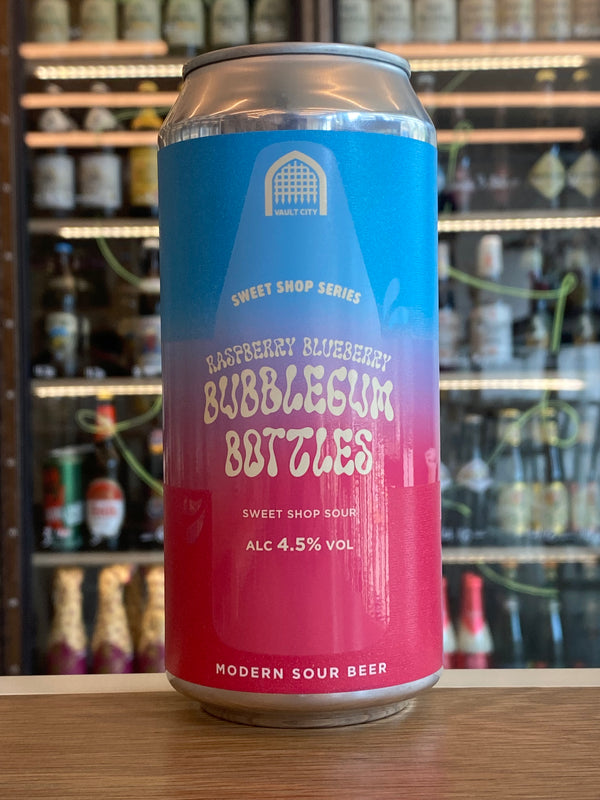 VAULT CITY
SWEET SHOP SERIES
RASPBERRY BLUEBERRY
BUBBLEGUM
BOTTLES
SWEET SHOP SOUR
ALC 4.5% VOL
MODERN SOUR BEER